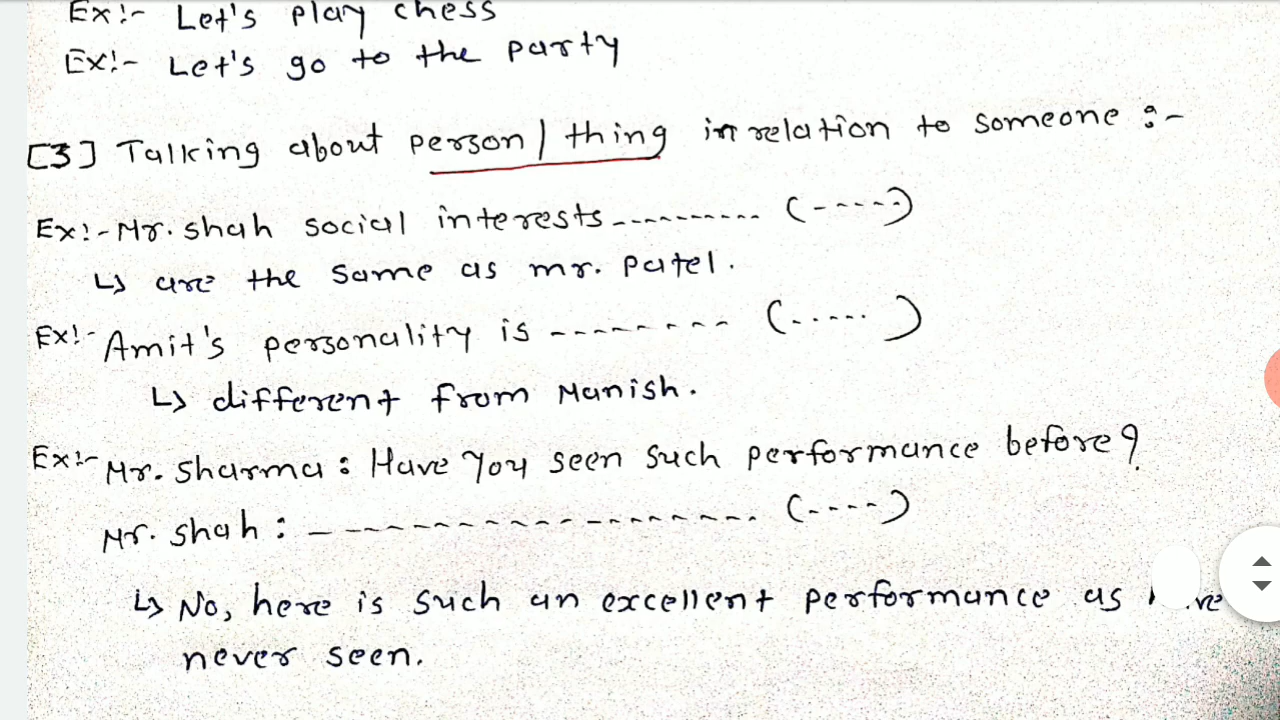 Ex:- Let's play chess
Ex:- Let's go to the party
[3] Talking about person / thing in relation to someone :-
Ex:- Mr. shah social interests ---------- (----)
↳ are the same as mr. patel.
Ex:- Amit's personality is -------- (-----)
↳ different from Manish.
Ex:- Mr. Sharma : Have you seen such performance before?
Mr. shah : ------------------- (----)
↳ No, here is such an excellent performance as
never seen.